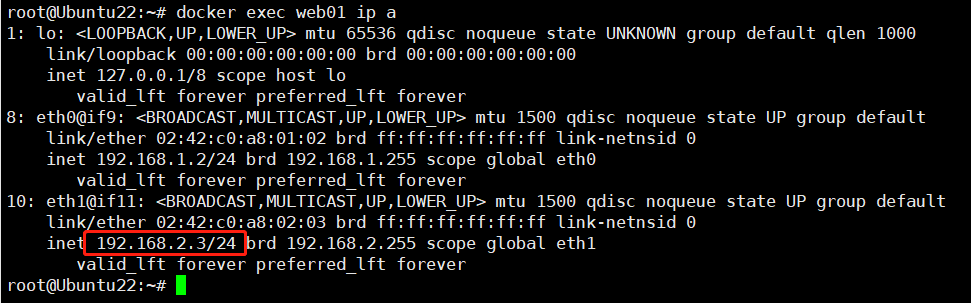 root@Ubuntu22:~# docker exec web01 ip a
1: lo: <LOOPBACK,UP,LOWER_UP> mtu 65536 qdisc noqueue state UNKNOWN group default qlen 1000
    link/loopback 00:00:00:00:00:00 brd 00:00:00:00:00:00
    inet 127.0.0.1/8 scope host lo
       valid_lft forever preferred_lft forever
8: eth0@if9: <BROADCAST,MULTICAST,UP,LOWER_UP> mtu 1500 qdisc noqueue state UP group default
    link/ether 02:42:c0:a8:01:02 brd ff:ff:ff:ff:ff:ff link-netnsid 0
    inet 192.168.1.2/24 brd 192.168.1.255 scope global eth0
       valid_lft forever preferred_lft forever
10: eth1@if11: <BROADCAST,MULTICAST,UP,LOWER_UP> mtu 1500 qdisc noqueue state UP group default
    link/ether 02:42:c0:a8:02:03 brd ff:ff:ff:ff:ff:ff link-netnsid 0
    inet 192.168.2.3/24 brd 192.168.2.255 scope global eth1
       valid_lft forever preferred_lft forever
root@Ubuntu22:~#